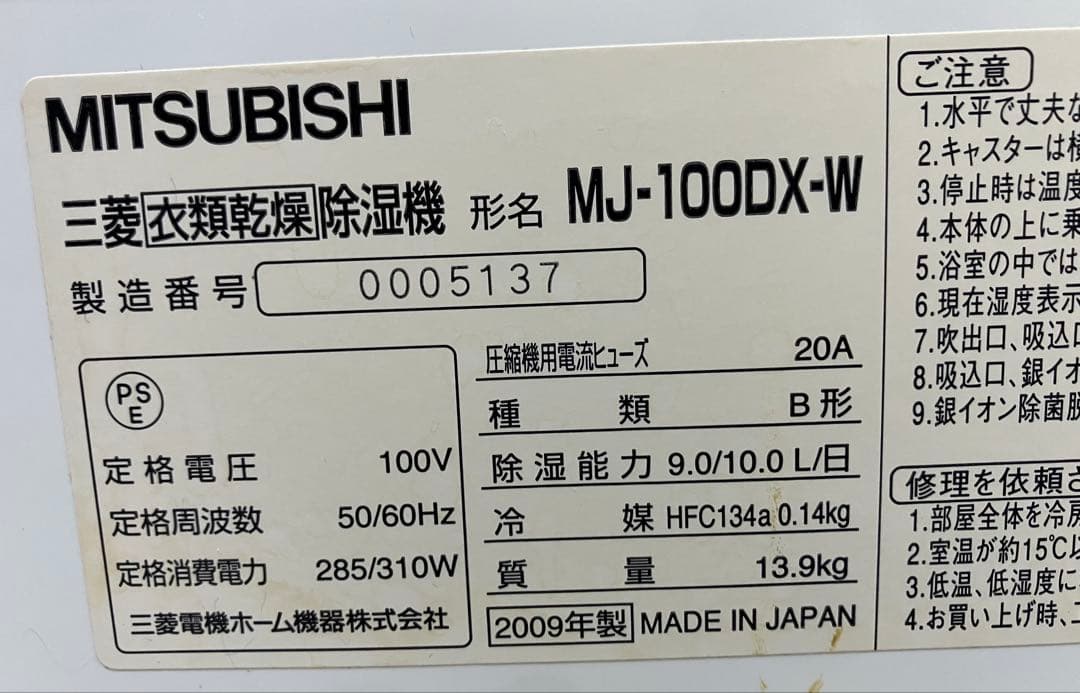 MITSUBISHI
三菱衣類乾燥除湿機 形名 MJ-100DX-W
製造番号 0005137
PS
E
定格電圧 100V
定格周波数 50/60Hz
定格消費電力 285/310W
三菱電機ホーム機器株式会社
圧縮機用電流ヒューズ 20A
種類 B形
除湿能力 9.0/10.0 L/日
冷媒 HFC134a 0.14kg
質量 13.9kg
2009年製 MADE IN JAPAN
ご注意
1.水平で丈夫な
2.キャスターは横
3.停止時は温度
4.本体の上に乗
5.浴室の中では
6.現在湿度表示
7.吹出口、吸込口
8.吸込口、銀イオ
9.銀イオン除菌
修理を依頼さ
1.部屋全体を冷房
2.室温が約15℃以
3.低温、低湿度に
4.お買い上げ時、